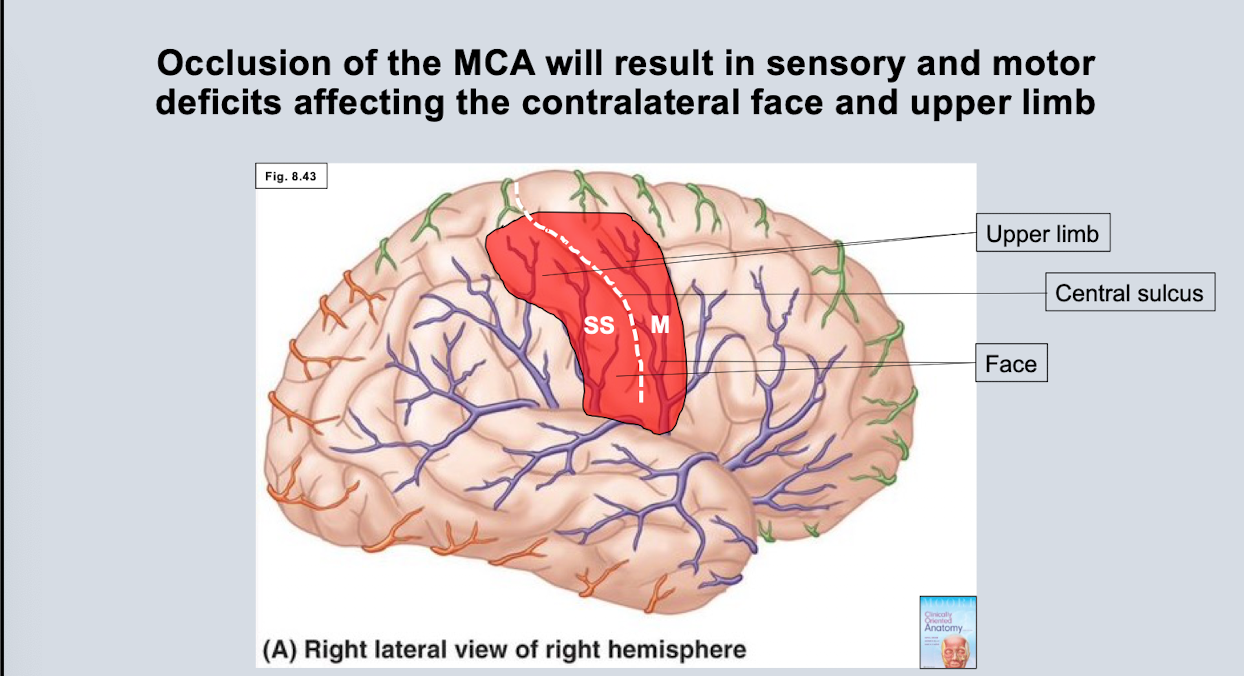 Occlusion of the MCA will result in sensory and motor
deficits affecting the contralateral face and upper limb
Fig. 8.43
Upper limb
Central sulcus
SS
M
Face
Clinically
Oriented
Anatomy
(A) Right lateral view of right hemisphere